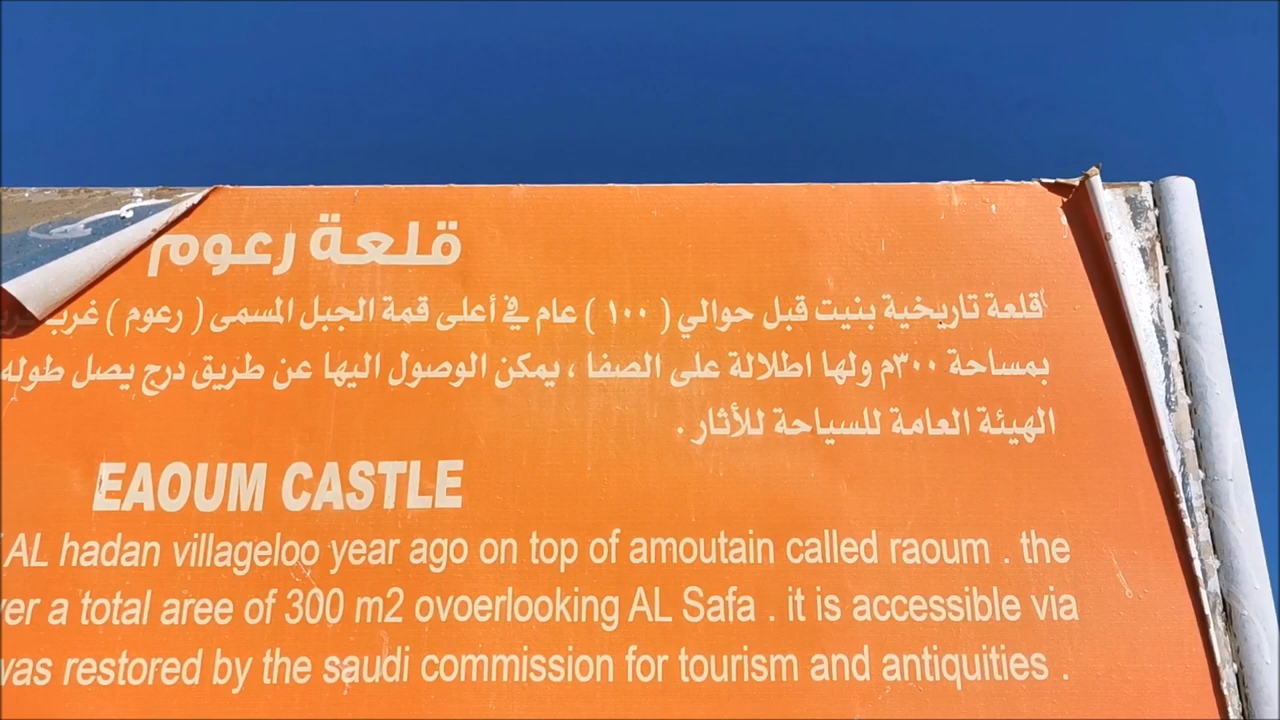 قلعة رعوم
قلعة تاريخية بنيت قبل حوالي ( ١٠٠ ) عام في أعلى قمة الجبل المسمى ( رعوم ) غرب
بمساحة ٣٠٠م ولها اطلالة على الصفا ، يمكن الوصول اليها عن طريق درج يصل طوله
الهيئة العامة للسياحة للأثار .
EAOUM CASTLE
AL hadan villageloo year ago on top of amoutain called raoum . the
a total aree of 300 m2 ovoerlooking AL Safa . it is accessible via
was restored by the saudi commission for tourism and antiquities .